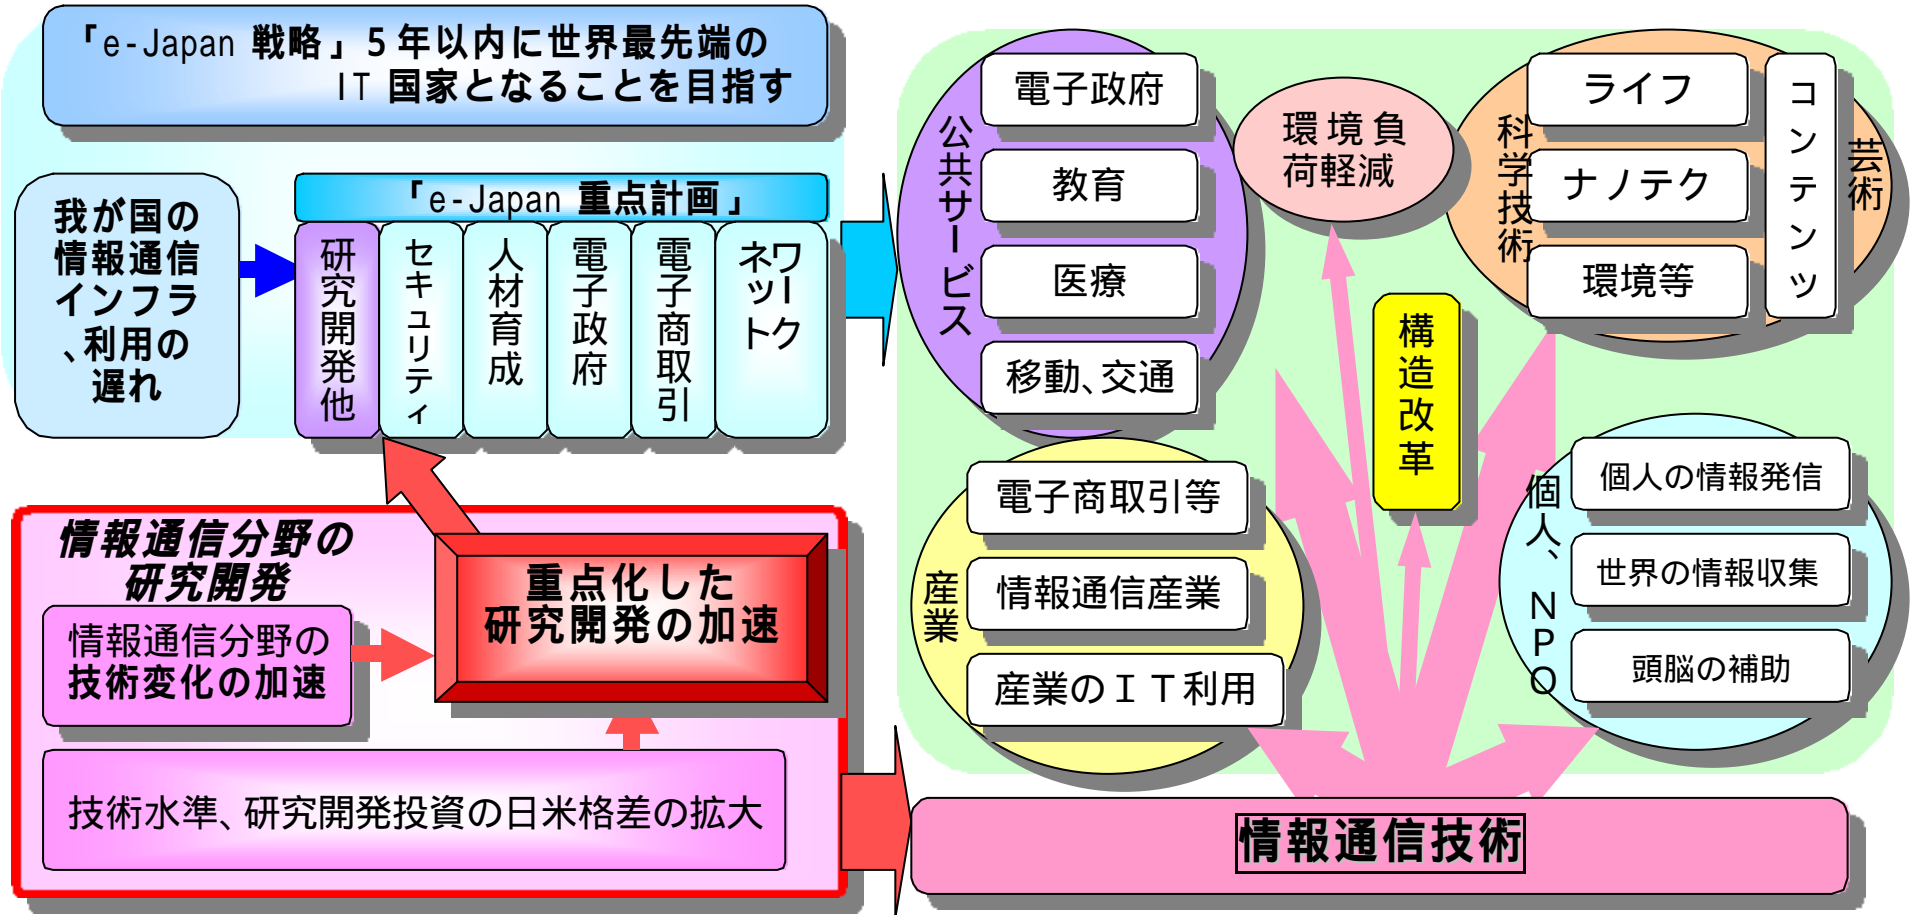 「e-Japan 戦略」5年以内に世界最先端の
IT 国家となることを目指す
我が国の
情報通信
インフラ
、利用の
遅れ
「e-Japan 重点計画」
研究開発他
セキュリティ
人材育成
電子政府
電子商取引
ネットワーク
情報通信分野の
研究開発
情報通信分野の
技術変化の加速
重点化した
研究開発の加速
技術水準、研究開発投資の日米格差の拡大
公共サービス
電子政府
教育
医療
移動、交通
環境負
荷軽減
科学技術
ライフ
ナノテク
環境等
コンテンツ
芸術
構造改革
産業
電子商取引等
情報通信産業
産業のIT利用
個人、NPO
個人の情報発信
世界の情報収集
頭脳の補助
情報通信技術